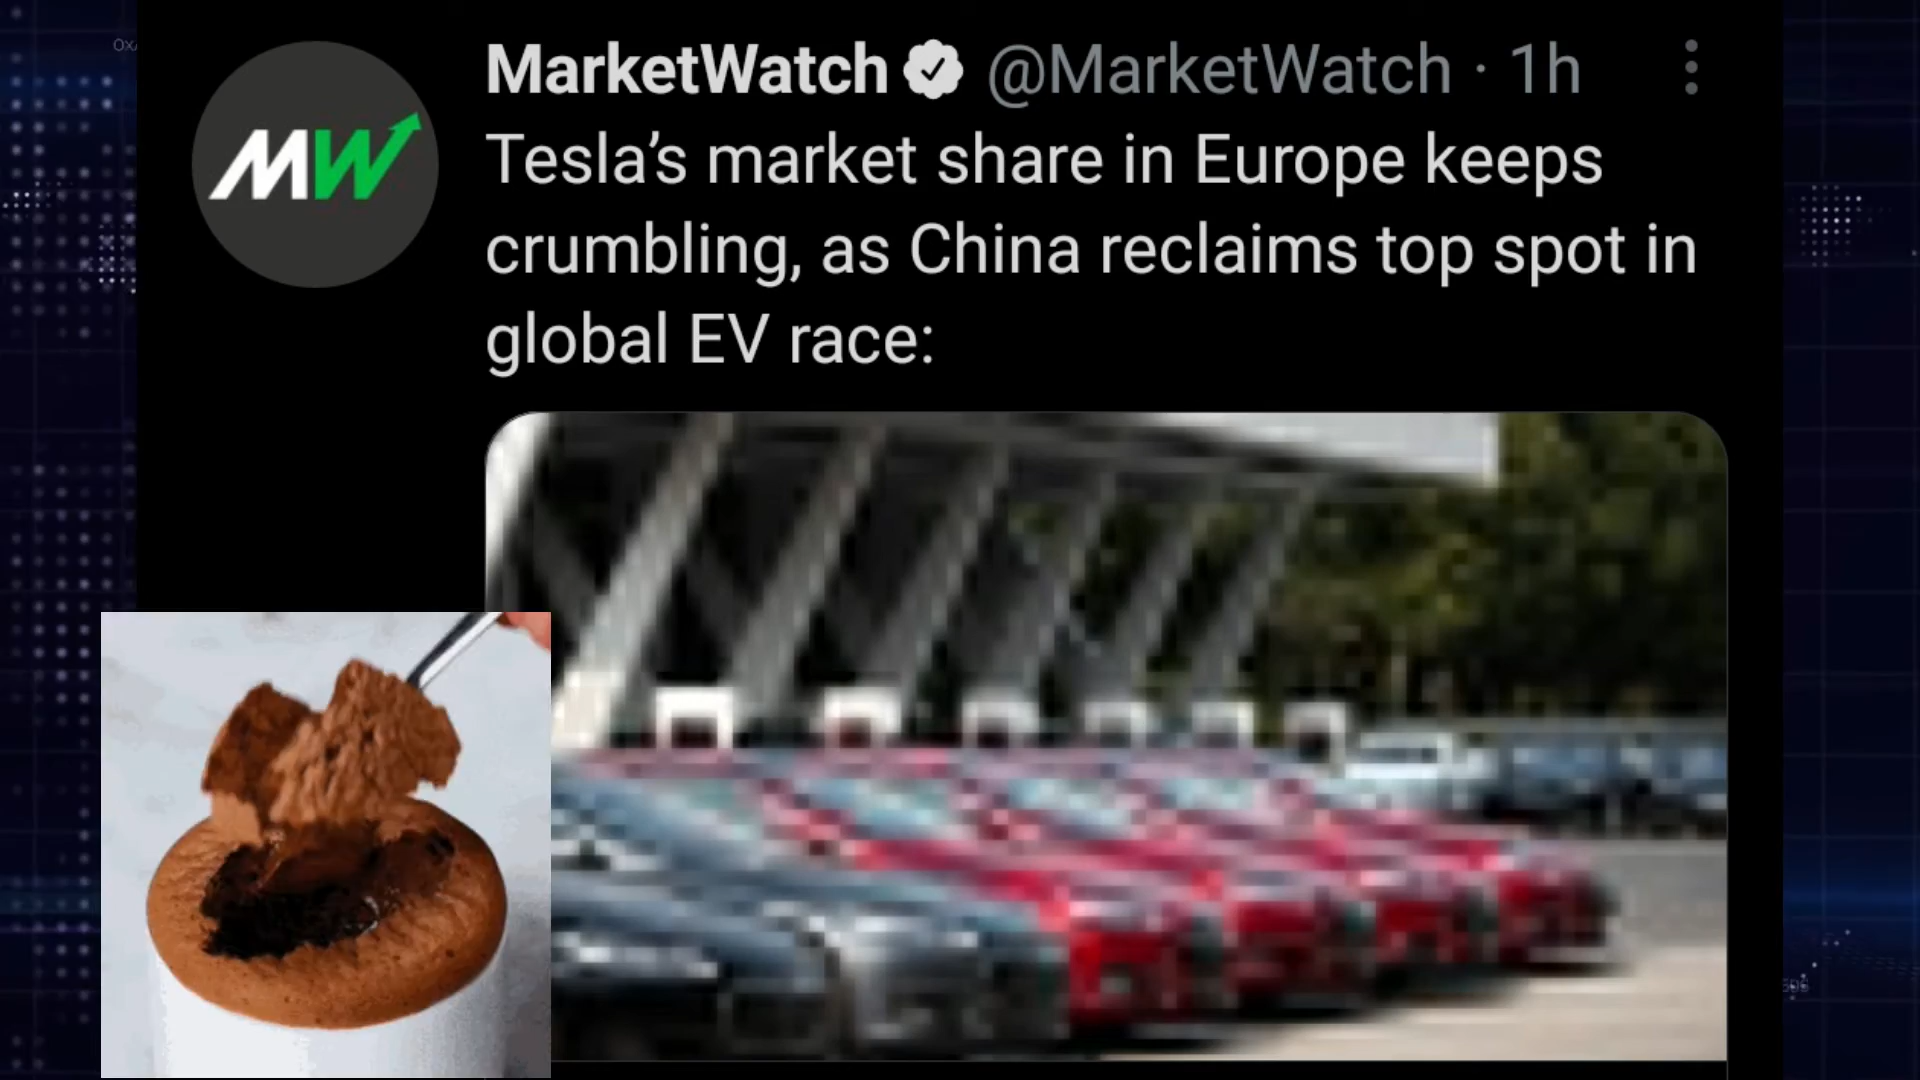 MarketWatch @MarketWatch · 1h
MW
Tesla’s market share in Europe keeps
crumbling, as China reclaims top spot in
global EV race: